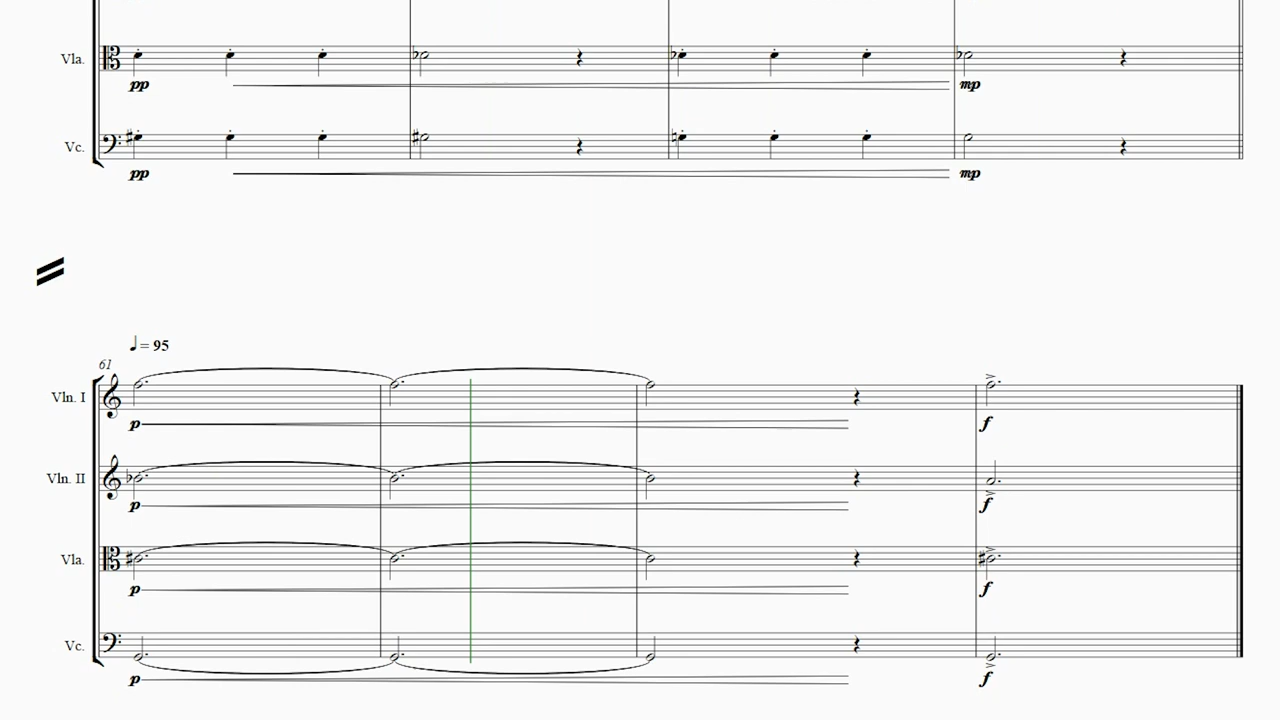 Vla.
pp mp
Vc.
pp mp
♩ = 95
61
Vln. I
p f
Vln. II
p f
Vla.
p f
Vc.
p f